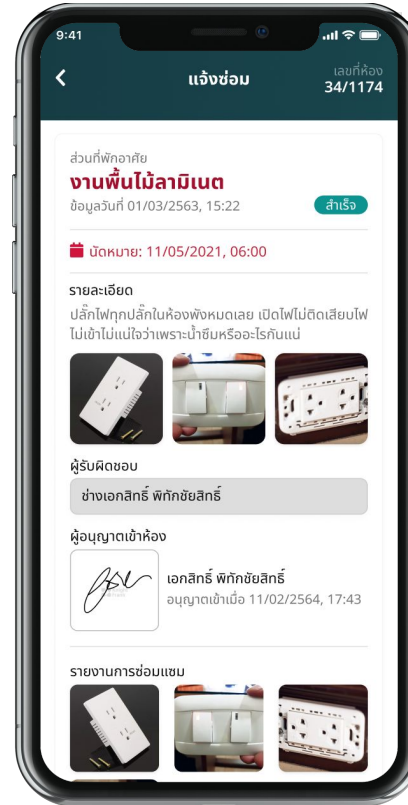 9:41
แจ้งซ่อม
เลขที่ห้อง
34/1174
ส่วนที่พักอาศัย
งานพื้นไม้ลามิเนต
ข้อมูลวันที่ 01/03/2563, 15:22
สำเร็จ
นัดหมาย: 11/05/2021, 06:00
รายละเอียด
ปลั๊กไฟทุกปลั๊กในห้องพังหมดเลย เปิดไฟไม่ติดเสียบไฟ
ไม่เข้าไม่แน่ใจว่าเพราะน้ำซึมหรืออะไรกันแน่
ผู้รับผิดชอบ
ช่างเอกสิทธิ์ พิทักชัยสิทธิ์
ผู้อนุญาตเข้าห้อง
เอกสิทธิ์ พิทักชัยสิทธิ์
อนุญาตเข้าเมื่อ 11/02/2564, 17:43
รายงานการซ่อมแซม